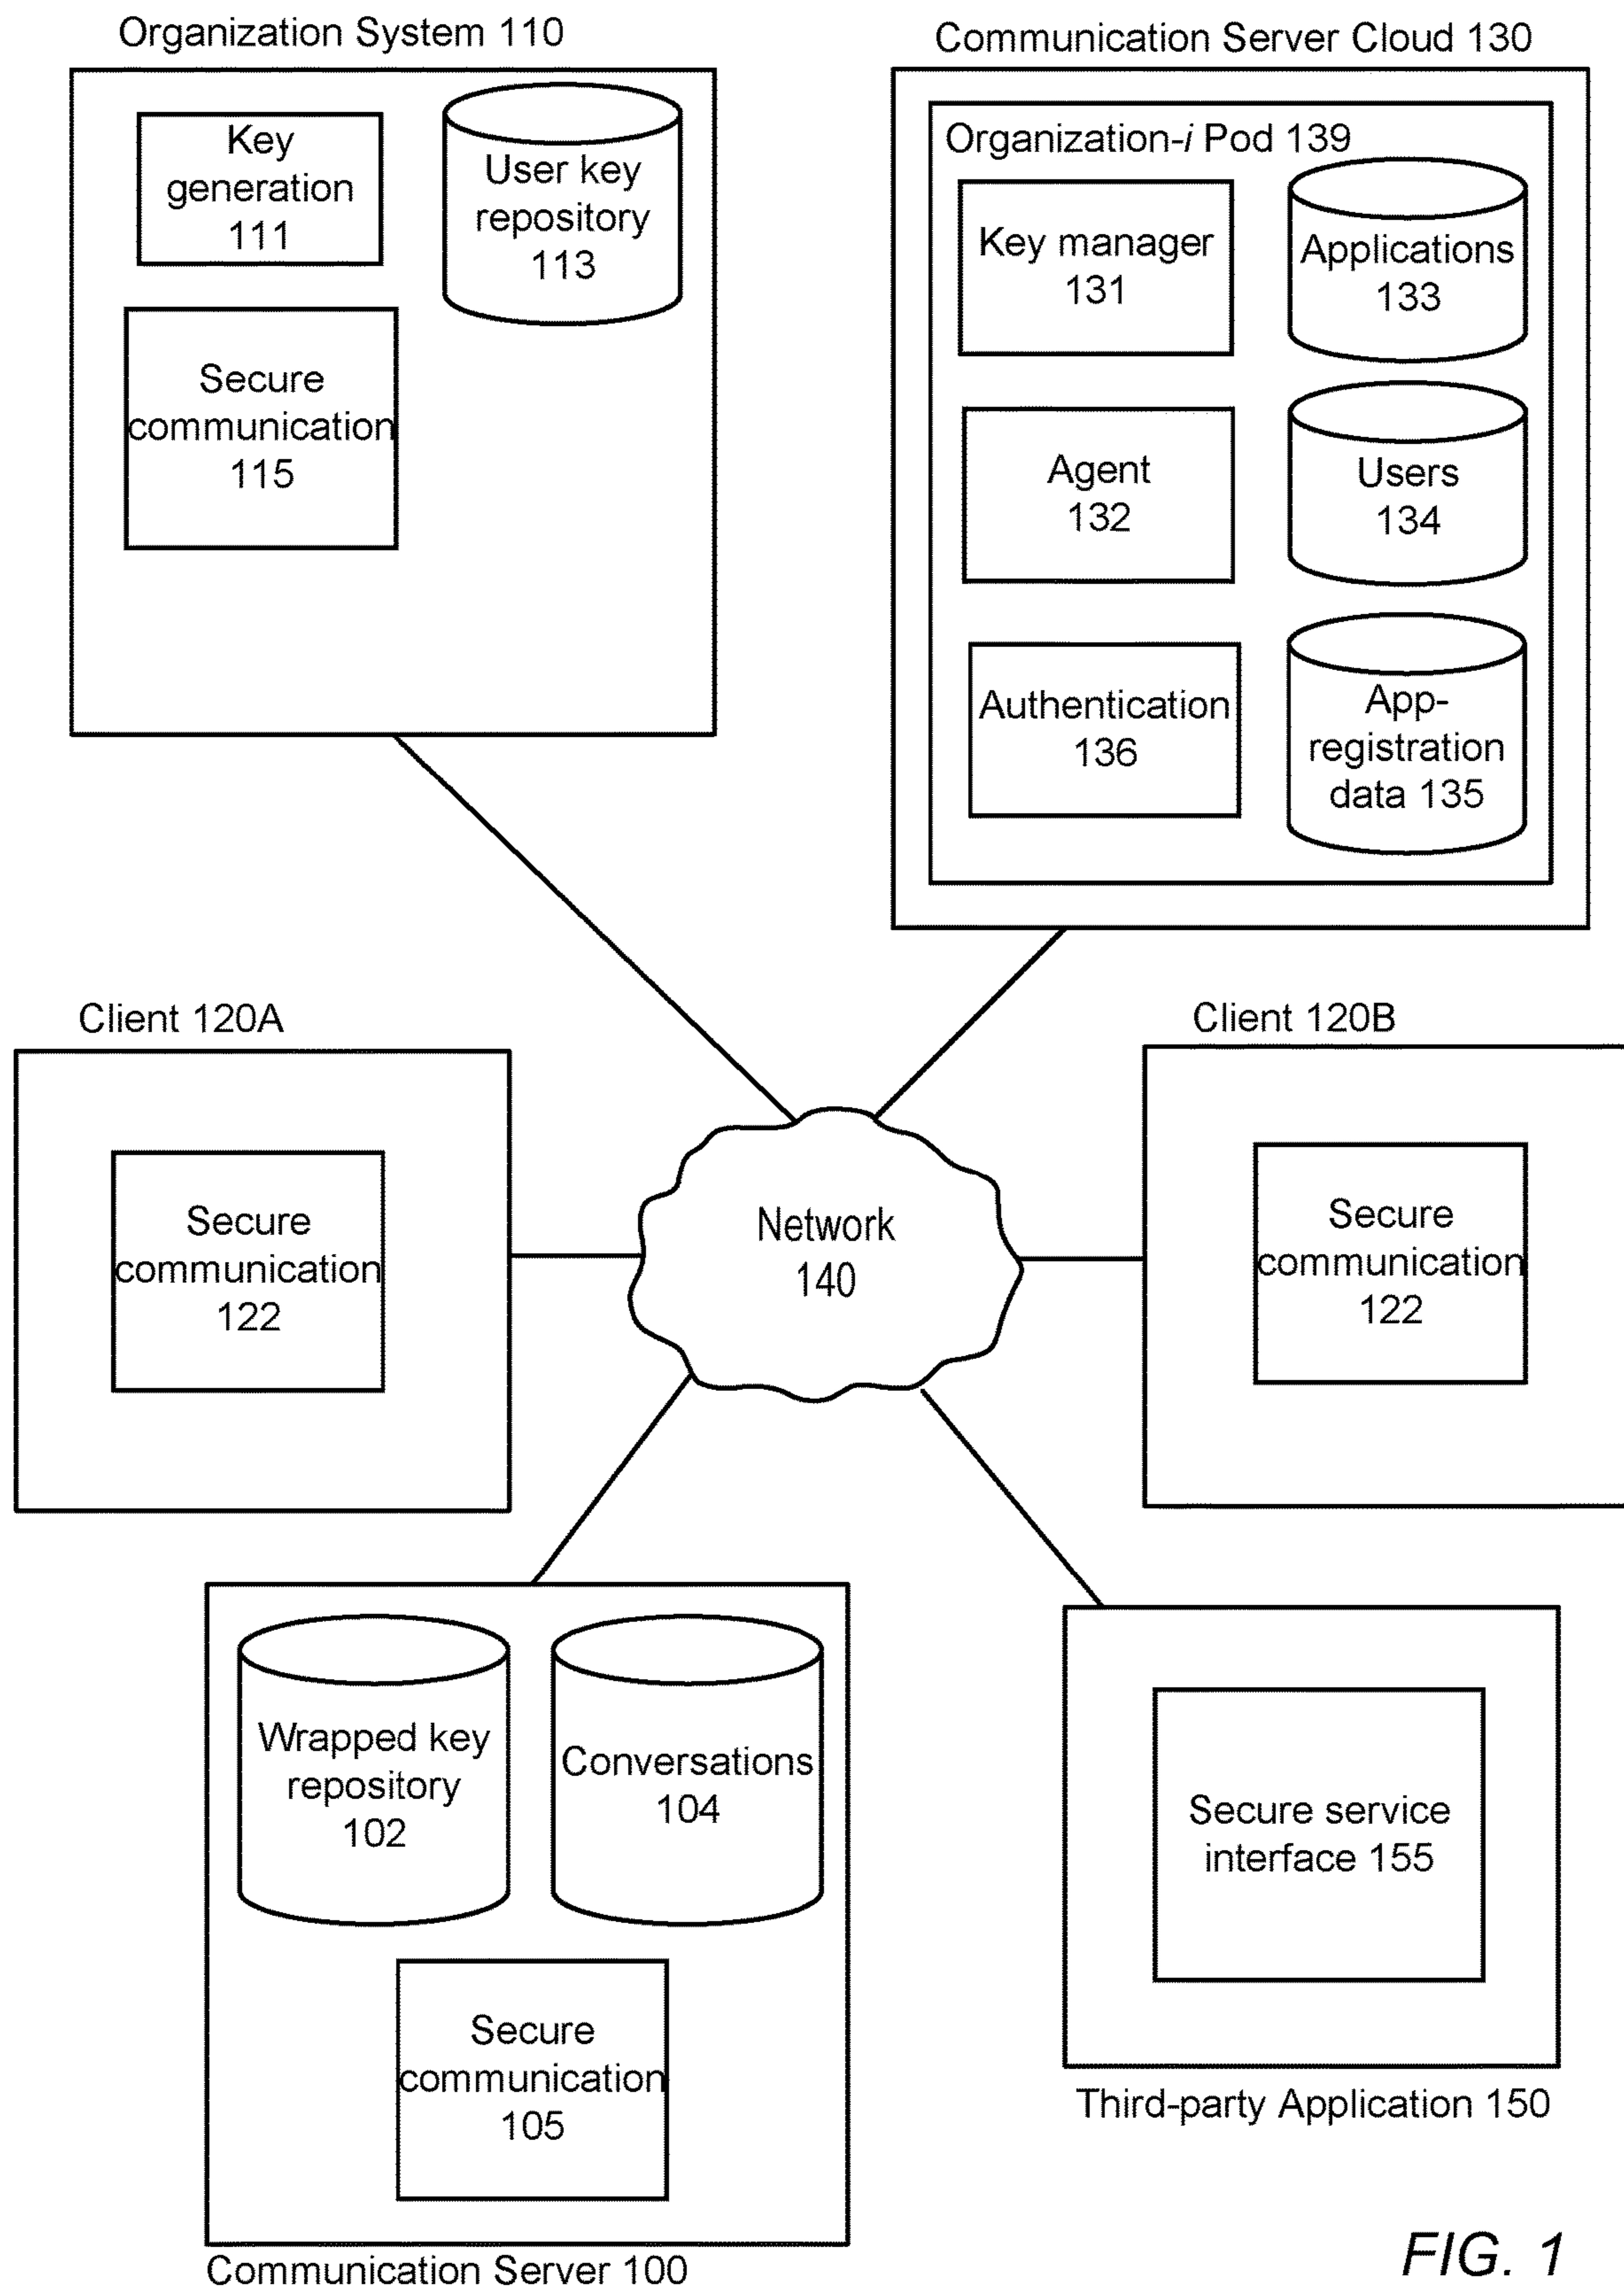 Organization System 110
Key
generation
111
User key
repository
113
Secure
communication
115
Communication Server Cloud 130
Organization-i Pod 139
Key manager
131
Applications
133
Agent
132
Users
134
Authentication
136
App-
registration
data 135
Client 120A
Secure
communication
122
Network
140
Client 120B
Secure
communication
122
Wrapped key
repository
102
Conversations
104
Secure
communication
105
Communication Server 100
Secure service
interface 155
Third-party Application 150
FIG. 1